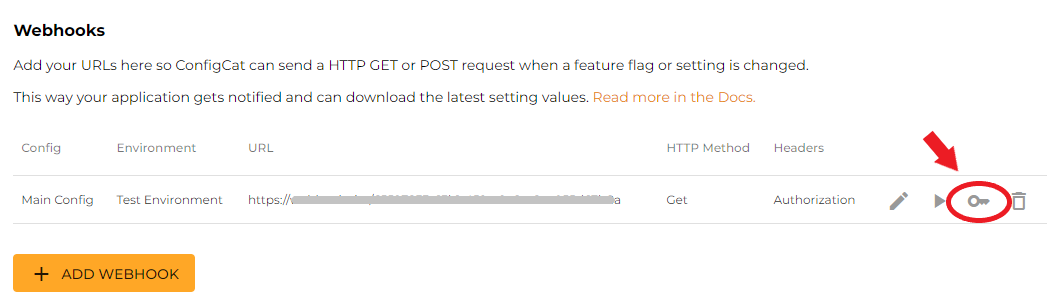 Webhooks
Add your URLs here so ConfigCat can send a HTTP GET or POST request when a feature flag or setting is changed.
This way your application gets notified and can download the latest setting values. Read more in the Docs.
Config Environment URL HTTP Method Headers
Main Config Test Environment https:// Get Authorization
ADD WEBHOOK